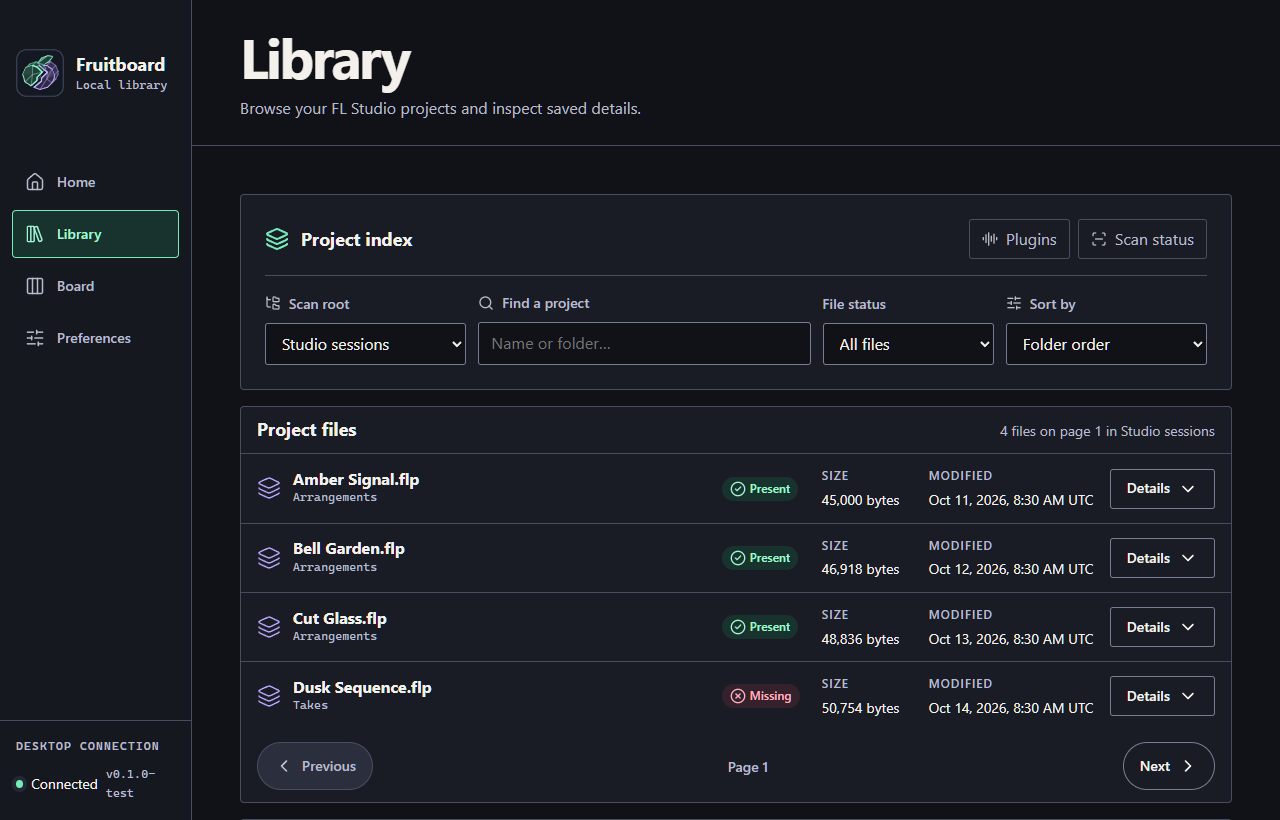 Fruitboard
Local library
Home
Library
Board
Preferences
DESKTOP CONNECTION
Connected
v0.1.0-
test
Library
Browse your FL Studio projects and inspect saved details.
Project index
Plugins
Scan status
Scan root
Find a project
File status
Sort by
Studio sessions
Name or folder...
All files
Folder order
Project files
4 files on page 1 in Studio sessions
Amber Signal.flp
Arrangements
Present
SIZE
45,000 bytes
MODIFIED
Oct 11, 2026, 8:30 AM UTC
Details
Bell Garden.flp
Arrangements
Present
SIZE
46,918 bytes
MODIFIED
Oct 12, 2026, 8:30 AM UTC
Details
Cut Glass.flp
Arrangements
Present
SIZE
48,836 bytes
MODIFIED
Oct 13, 2026, 8:30 AM UTC
Details
Dusk Sequence.flp
Takes
Missing
SIZE
50,754 bytes
MODIFIED
Oct 14, 2026, 8:30 AM UTC
Details
Previous
Page 1
Next